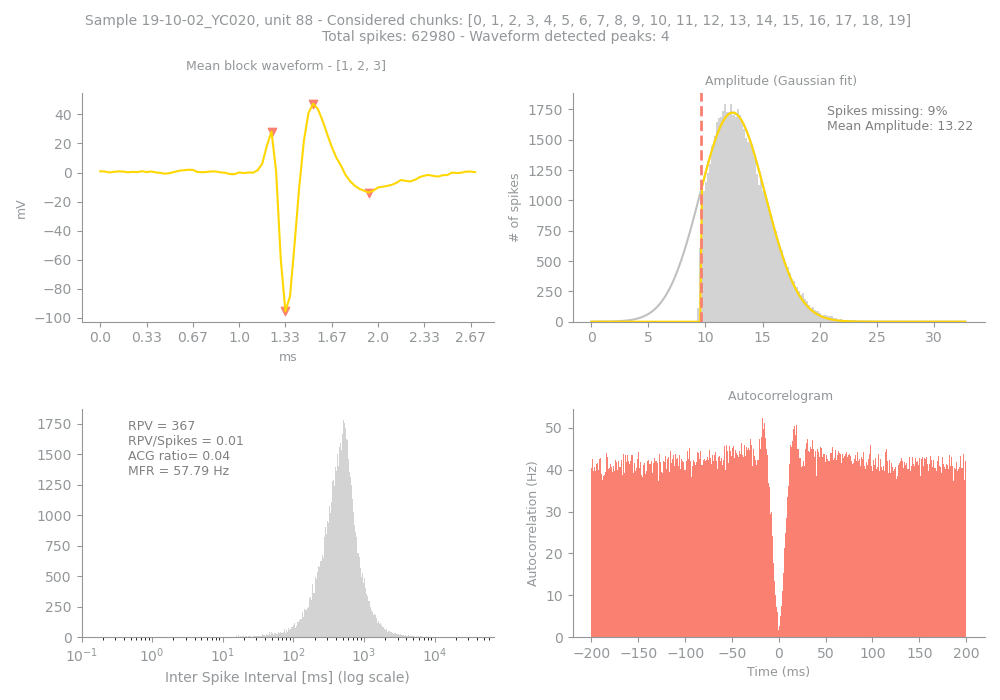 Sample 19-10-02_YC020, unit 88 - Considered chunks: [0, 1, 2, 3, 4, 5, 6, 7, 8, 9, 10, 11, 12, 13, 14, 15, 16, 17, 18, 19]
Total spikes: 62980 - Waveform detected peaks: 4
Mean block waveform - [1, 2, 3]
mV
40
20
0
−20
−40
−60
−80
−100
0.0 0.33 0.67 1.0 1.33 1.67 2.0 2.33 2.67
ms
Amplitude (Gaussian fit)
Spikes missing: 9%
Mean Amplitude: 13.22
# of spikes
1750
1500
1250
1000
750
500
250
0
0 5 10 15 20 25 30
RPV = 367
RPV/Spikes = 0.01
ACG ratio= 0.04
MFR = 57.79 Hz
1750
1500
1250
1000
750
500
250
0
10⁻¹ 10⁰ 10¹ 10² 10³ 10⁴
Inter Spike Interval [ms] (log scale)
Autocorrelogram
Autocorrelation (Hz)
50
40
30
20
10
0
−200 −150 −100 −50 0 50 100 150 200
Time (ms)